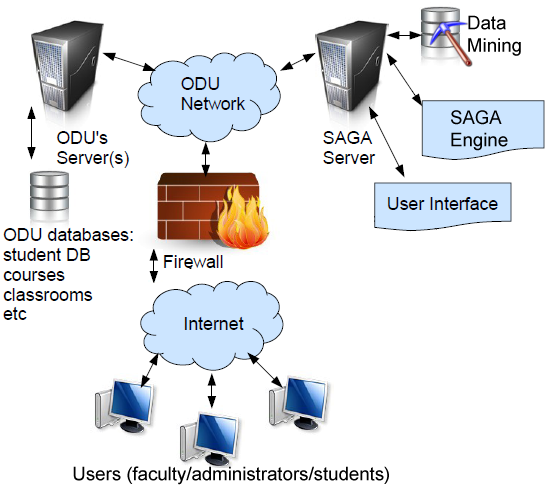 Data
Mining
ODU
Network
SAGA
Engine
ODU's
Server(s)
SAGA
Server
User Interface
ODU databases:
student DB
courses
classrooms
etc
Firewall
Internet
Users (faculty/administrators/students)